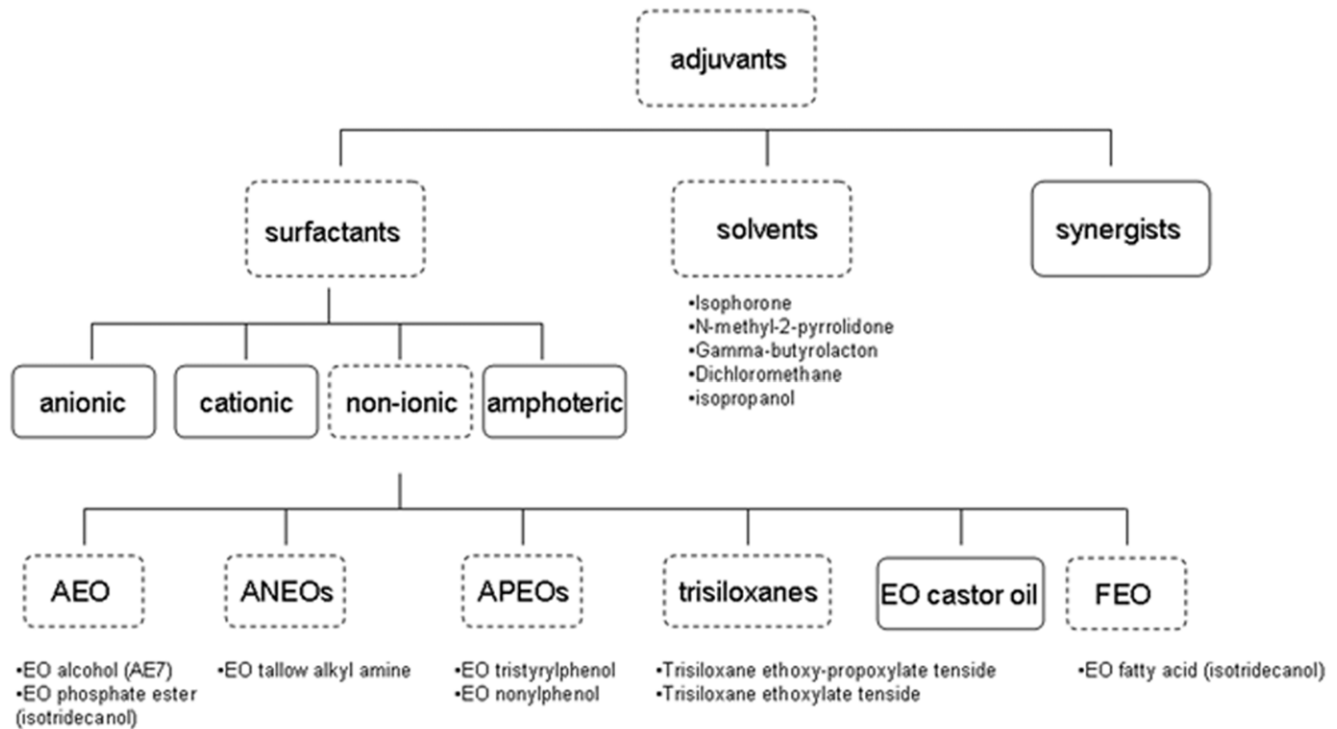 adjuvants
surfactants
solvents
synergists
•Isophorone
•N-methyl-2-pyrrolidone
•Gamma-butyrolacton
•Dichloromethane
•isopropanol
anionic
cationic
non-ionic
amphoteric
AEO
ANEOs
APEOs
trisiloxanes
EO castor oil
FEO
•EO alcohol (AE7)
•EO phosphate ester
(isotridecanol)
•EO tallow alkyl amine
•EO tristyrylphenol
•EO nonylphenol
•Trisiloxane ethoxy-propoxylate tenside
•Trisiloxane ethoxylate tenside
•EO fatty acid (isotridecanol)